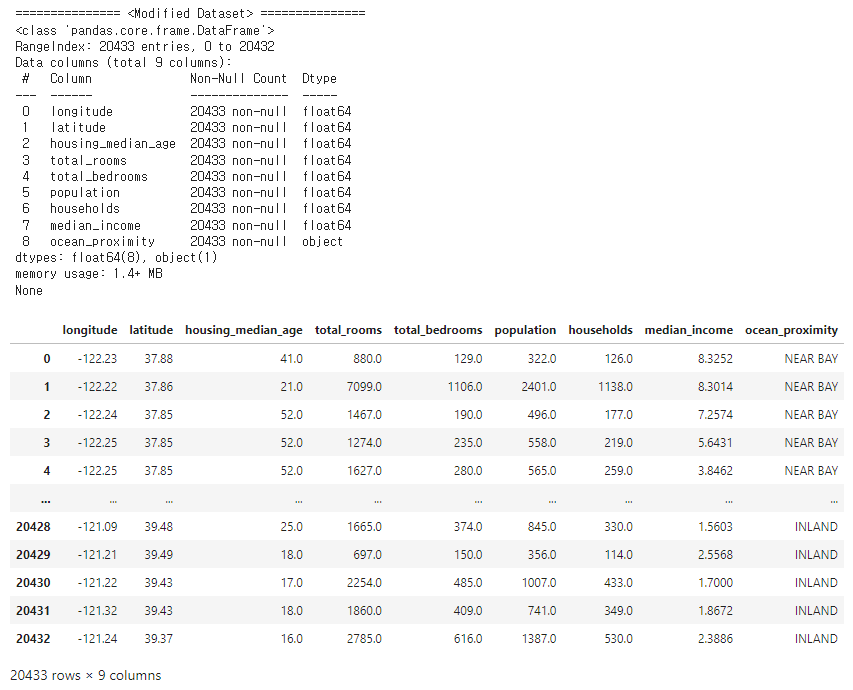 =============== <Modified Dataset> ===============
<class 'pandas.core.frame.DataFrame'>
RangeIndex: 20433 entries, 0 to 20432
Data columns (total 9 columns):
 #   Column              Non-Null Count  Dtype
---  ------              --------------  -----
 0   longitude           20433 non-null  float64
 1   latitude            20433 non-null  float64
 2   housing_median_age  20433 non-null  float64
 3   total_rooms         20433 non-null  float64
 4   total_bedrooms      20433 non-null  float64
 5   population          20433 non-null  float64
 6   households          20433 non-null  float64
 7   median_income       20433 non-null  float64
 8   ocean_proximity     20433 non-null  object
dtypes: float64(8), object(1)
memory usage: 1.4+ MB
None
longitude latitude housing_median_age total_rooms total_bedrooms population households median_income ocean_proximity
0 -122.23 37.88 41.0 880.0 129.0 322.0 126.0 8.3252 NEAR BAY
1 -122.22 37.86 21.0 7099.0 1106.0 2401.0 1138.0 8.3014 NEAR BAY
2 -122.24 37.85 52.0 1467.0 190.0 496.0 177.0 7.2574 NEAR BAY
3 -122.25 37.85 52.0 1274.0 235.0 558.0 219.0 5.6431 NEAR BAY
4 -122.25 37.85 52.0 1627.0 280.0 565.0 259.0 3.8462 NEAR BAY
... ... ... ... ... ... ... ... ... ...
20428 -121.09 39.48 25.0 1665.0 374.0 845.0 330.0 1.5603 INLAND
20429 -121.21 39.49 18.0 697.0 150.0 356.0 114.0 2.5568 INLAND
20430 -121.22 39.43 17.0 2254.0 485.0 1007.0 433.0 1.7000 INLAND
20431 -121.32 39.43 18.0 1860.0 409.0 741.0 349.0 1.8672 INLAND
20432 -121.24 39.37 16.0 2785.0 616.0 1387.0 530.0 2.3886 INLAND
20433 rows × 9 columns